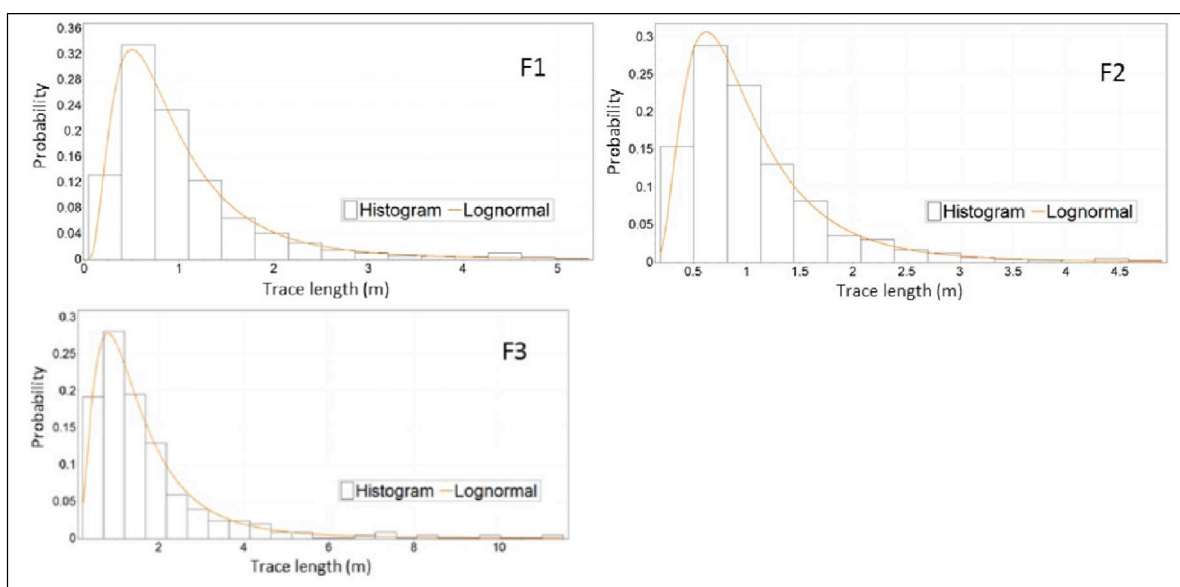 0.36
0.32
0.28
0.24
0.2
0.16
0.12
0.08
0.04
0
Probability
F1
Histogram Lognormal
0 1 2 3 4 5
Trace length (m)
0.3
0.25
0.2
0.15
0.1
0.05
0
Probability
F2
Histogram Lognormal
0.5 1 1.5 2 2.5 3 3.5 4 4.5
Trace length (m)
0.3
0.25
0.2
0.15
0.1
0.05
0
Probability
F3
Histogram Lognormal
2 4 6 8 10
Trace length (m)